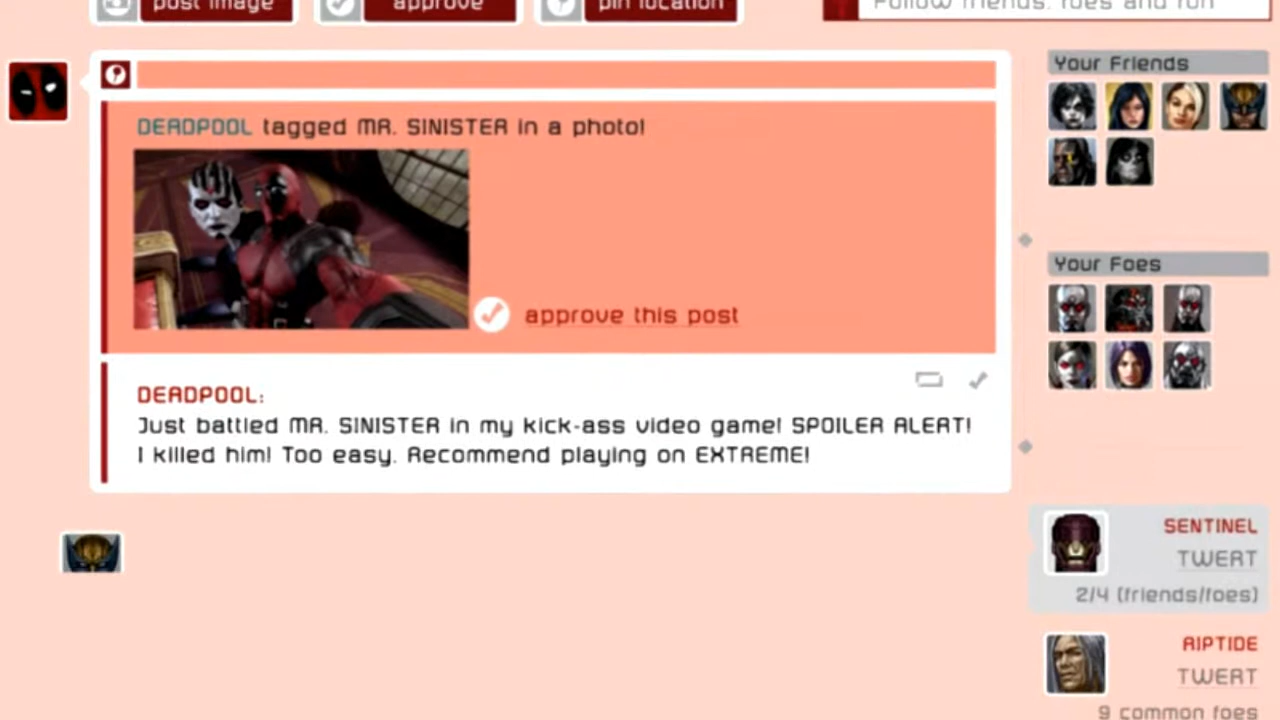 post image
approve
pin location
Follow friends, foes and fun
DEADPOOL tagged MR. SINISTER in a photo!
approve this post
DEADPOOL:
Just battled MR. SINISTER in my kick-ass video game! SPOILER ALERT!
I killed him! Too easy. Recommend playing on EXTREME!
Your Friends
Your Foes
SENTINEL
TWERT
2/4 (friends/foes)
RIPTIDE
TWERT
9 common foes